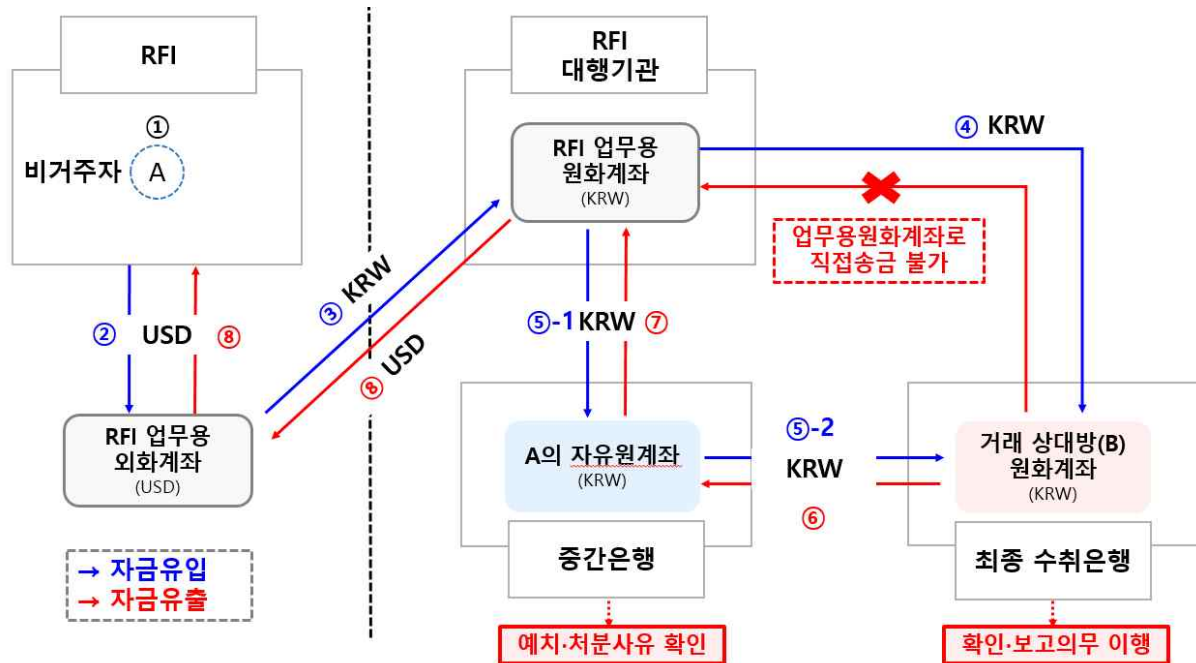 RFI
①
비거주자 A
② USD ⑧
RFI 업무용
외화계좌
(USD)
→ 자금유입
→ 자금유출
③ KRW
⑧ USD
RFI
대행기관
RFI 업무용
원화계좌
(KRW)
④ KRW
업무용원화계좌로
직접송금 불가
⑤-1 KRW ⑦
A의 자유원계좌
(KRW)
중간은행
예치·처분사유 확인
⑤-2
KRW
⑥
거래 상대방(B)
원화계좌
(KRW)
최종 수취은행
확인·보고의무 이행